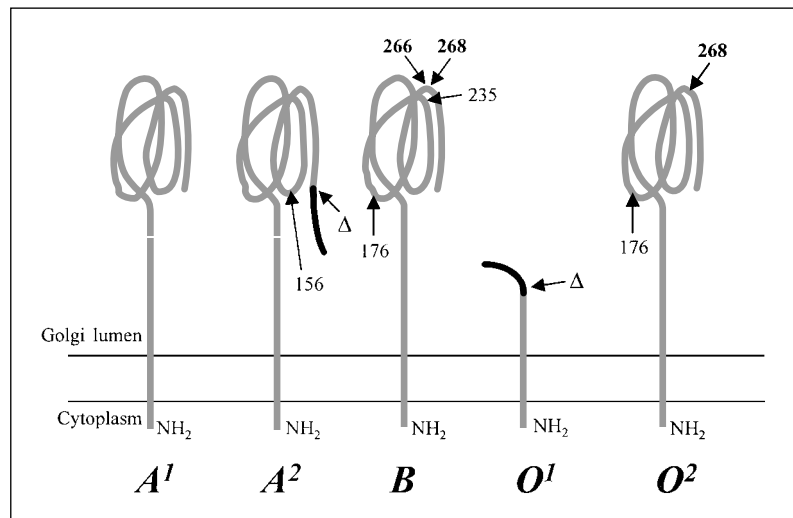 266 268
268
235
Δ
176
176
156
Δ
Golgi lumen
Cytoplasm
NH2 NH2 NH2 NH2 NH2
A1 A2 B O1 O2